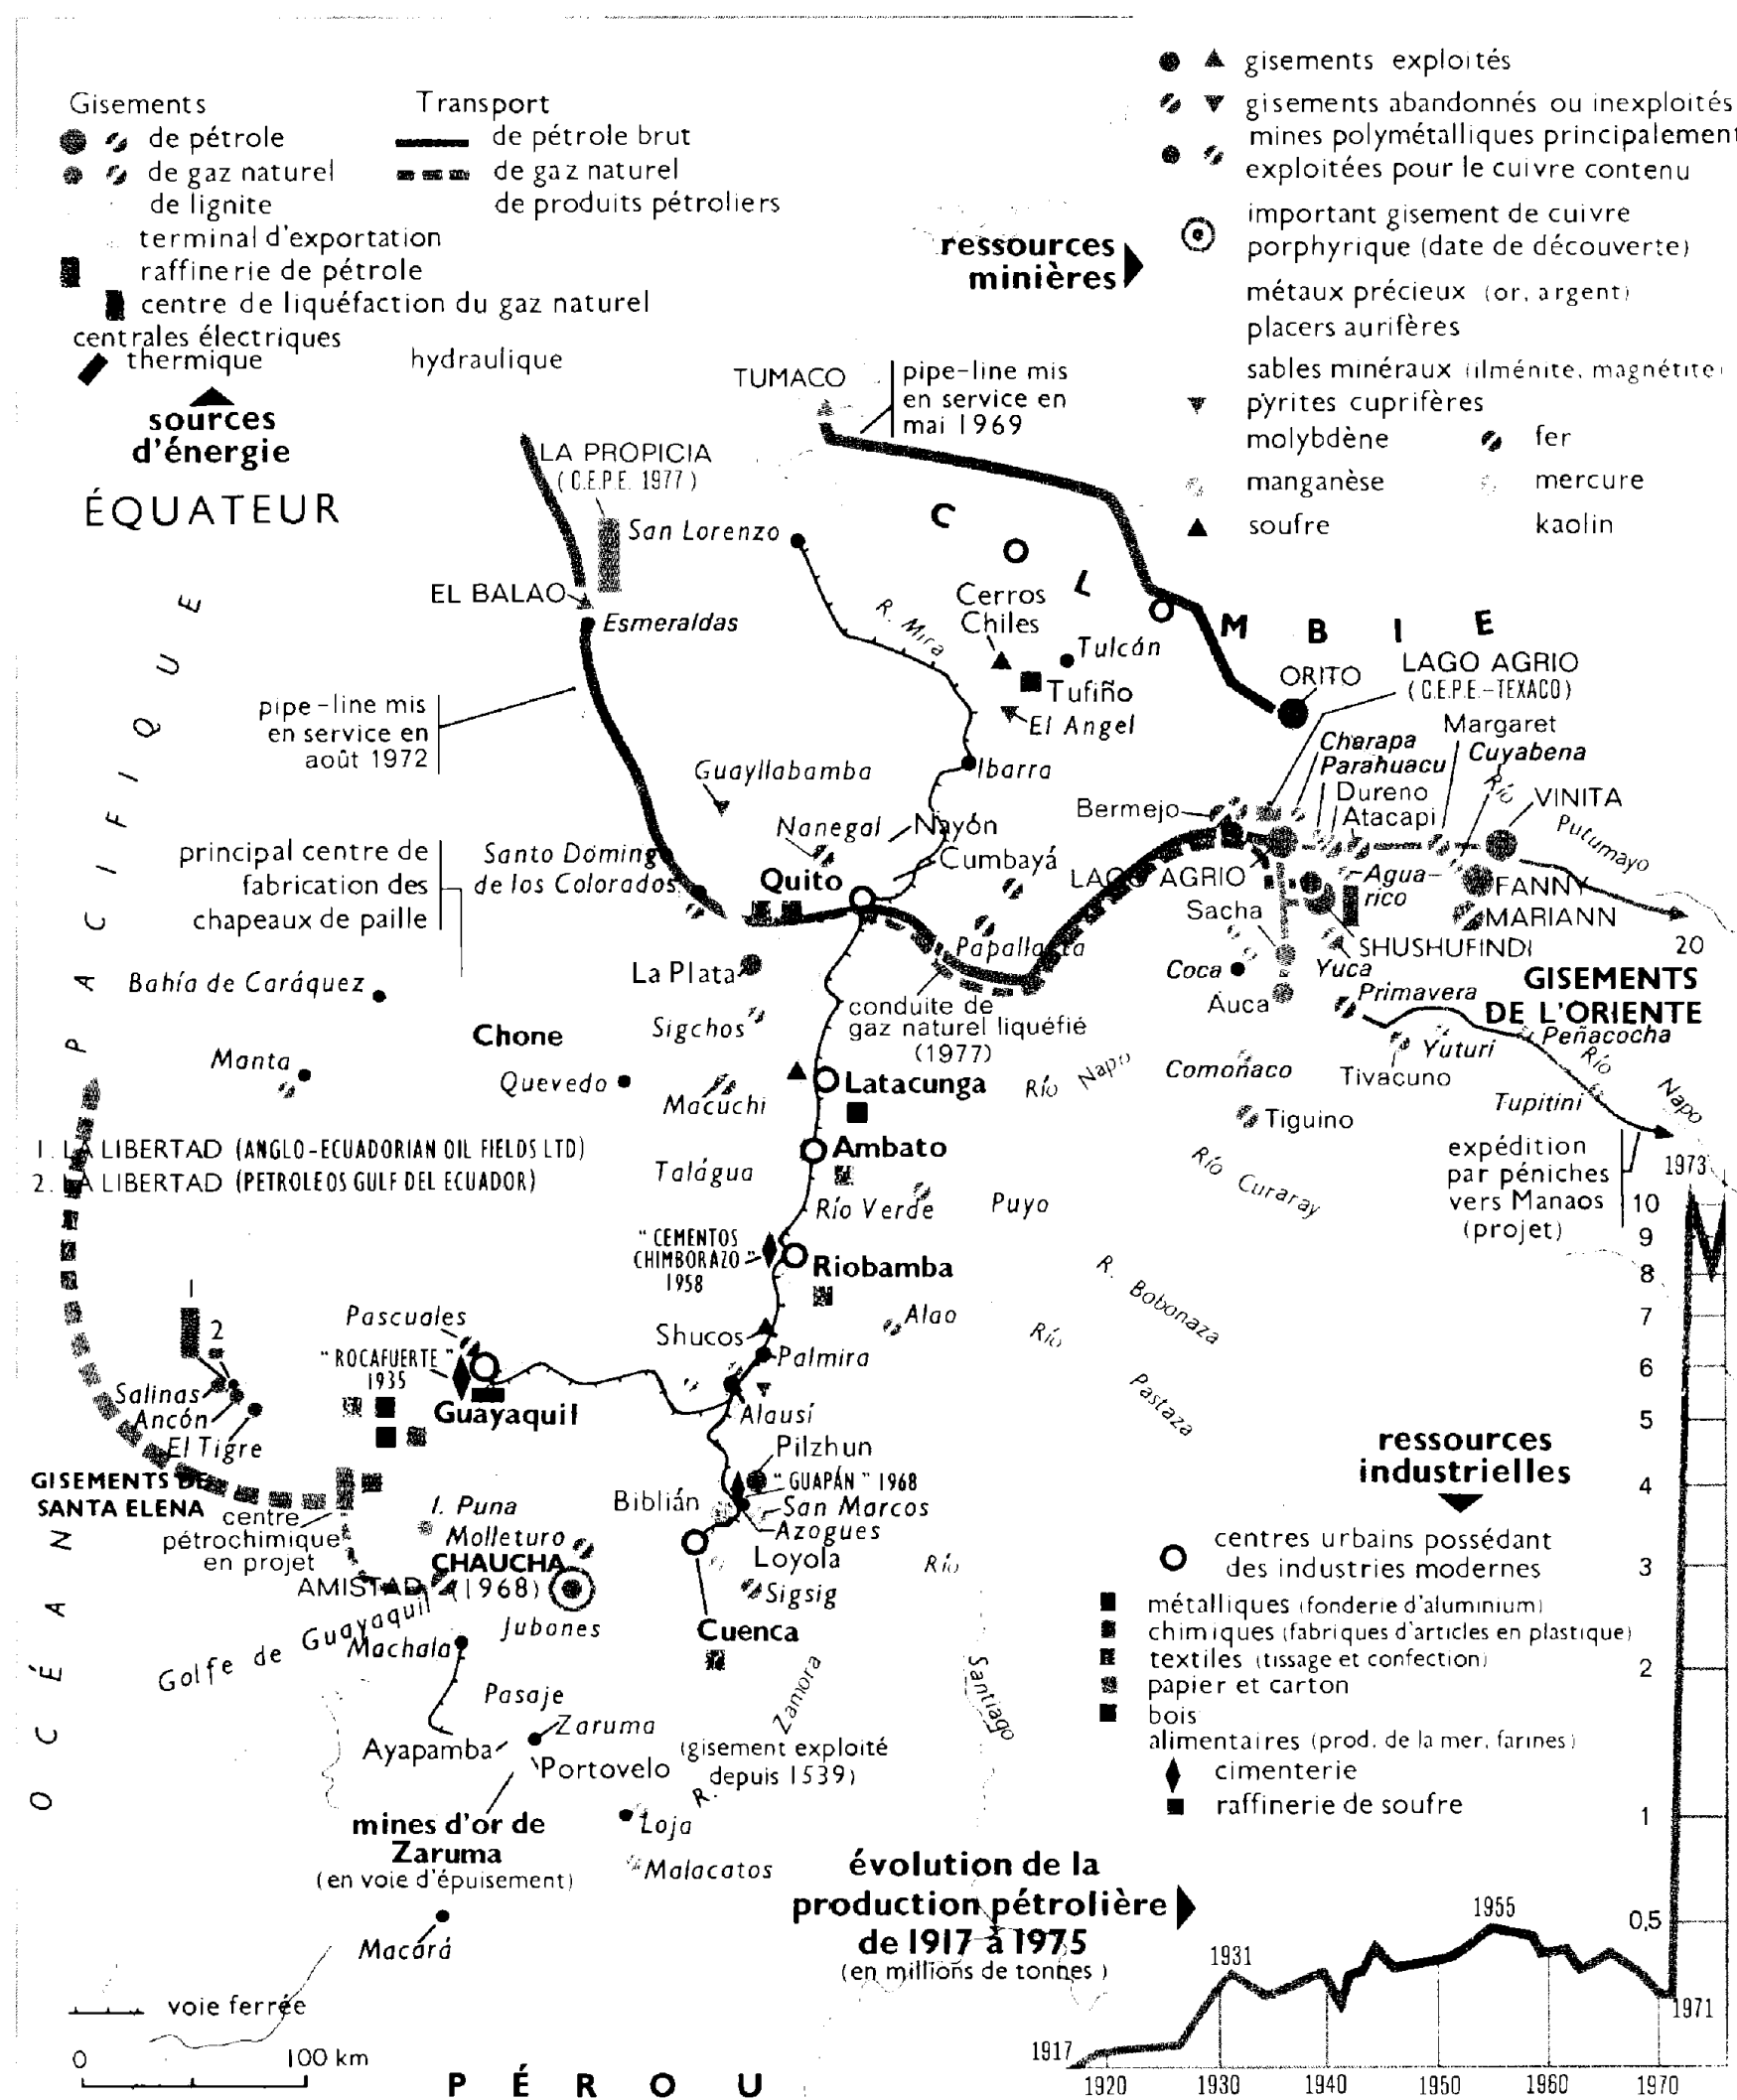 Gisements
de pétrole
de gaz naturel
de lignite
terminal d'exportation
raffinerie de pétrole
centre de liquéfaction du gaz naturel
centrales électriques
thermique
hydraulique
Transport
de pétrole brut
de gaz naturel
de produits pétroliers
sources
d'énergie
ÉQUATEUR
gisements exploités
gisements abandonnés ou inexploités
mines polymétalliques principalement
exploitées pour le cuivre contenu
important gisement de cuivre
porphyrique (date de découverte)
métaux précieux (or, argent)
placers aurifères
sables minéraux (ilménite, magnétite)
pyrites cuprifères
molybdène
fer
manganèse
mercure
soufre
kaolin
ressources
minières
TUMACO
pipe-line mis
en service en
mai 1969
LA PROPICIA
(C.E.P.E. 1977)
San Lorenzo
EL BALAO
Esmeraldas
R. Mira
C O L O M B I E
Cerros
Chiles
Tulcán
Tufiño
El Angel
ORITO
LAGO AGRIO
(C.E.P.E.-TEXACO)
Margaret
Cuyabena
Charapa
Parahuacu
Dureno
Atacapi
Río
VINITA
Putumayo
pipe-line mis
en service en
août 1972
Guayllabamba
Ibarra
Bermejo
Nanegal
Nayón
Cumbayá
principal centre de
fabrication des
chapeaux de paille
Santo Domingo
de los Colorados
Quito
LAGO AGRIO
Aguarico
FANNY
MARIANN
Sacha
Papallacta
SHUSHUFINDI
20
La Plata
Coca
Yuca
GISEMENTS
DE L'ORIENTE
Bahía de Caráquez
Auca
Primavera
conduite de
gaz naturel liquéfié
(1977)
Sigchos
Chone
Peñacocha
Yuturi
Manta
Quevedo
Macuchi
Latacunga
Río Napo
Comoñaco
Tivacuno
Río Napo
Tupitini
Tiguino
1. LA LIBERTAD (ANGLO-ECUADORIAN OIL FIELDS LTD)
2. LA LIBERTAD (PETROLEOS GULF DEL ECUADOR)
Ambato
Talágua
Río Verde
Puyo
Río Curaray
expédition
par péniches
vers Manaos
(projet)
"CEMENTOS
CHIMBORAZO"
1958
Riobamba
R. Bobonaza
Alao
Río
Pastaza
1
2
Pascuales
"ROCAFUERTE"
1935
Shucos
Palmira
Salinas
Ancón
El Tigre
Guayaquil
Alausí
Pilzhun
"GUAPÁN" 1968
GISEMENTS DE
SANTA ELENA
centre
pétrochimique
en projet
I. Puna
Biblián
San Marcos
Azogues
Molleturo
CHAUCHA
(1968)
AMISTAD
Loyola
Sigsig
Río
Santiago
Golfe de Guayaquil
Jubones
Machala
Cuenca
Pasaje
R. Zamora
Zaruma
Ayapamba
Portovelo
(gisement exploité
depuis 1539)
mines d'or de
Zaruma
(en voie d'épuisement)
Loja
Malacatos
Macará
OCÉAN PACIFIQUE
voie ferrée
0 100 km
PÉROU
ressources
industrielles
centres urbains possédant
des industries modernes
métalliques (fonderie d'aluminium)
chimiques (fabriques d'articles en plastique)
textiles (tissage et confection)
papier et carton
bois
alimentaires (prod. de la mer, farines)
cimenterie
raffinerie de soufre
évolution de la
production pétrolière
de 1917 à 1975
(en millions de tonnes)
1973
10
9
8
7
6
5
4
3
2
1
0,5
1917
1931
1955
1971
1920 1930 1940 1950 1960 1970